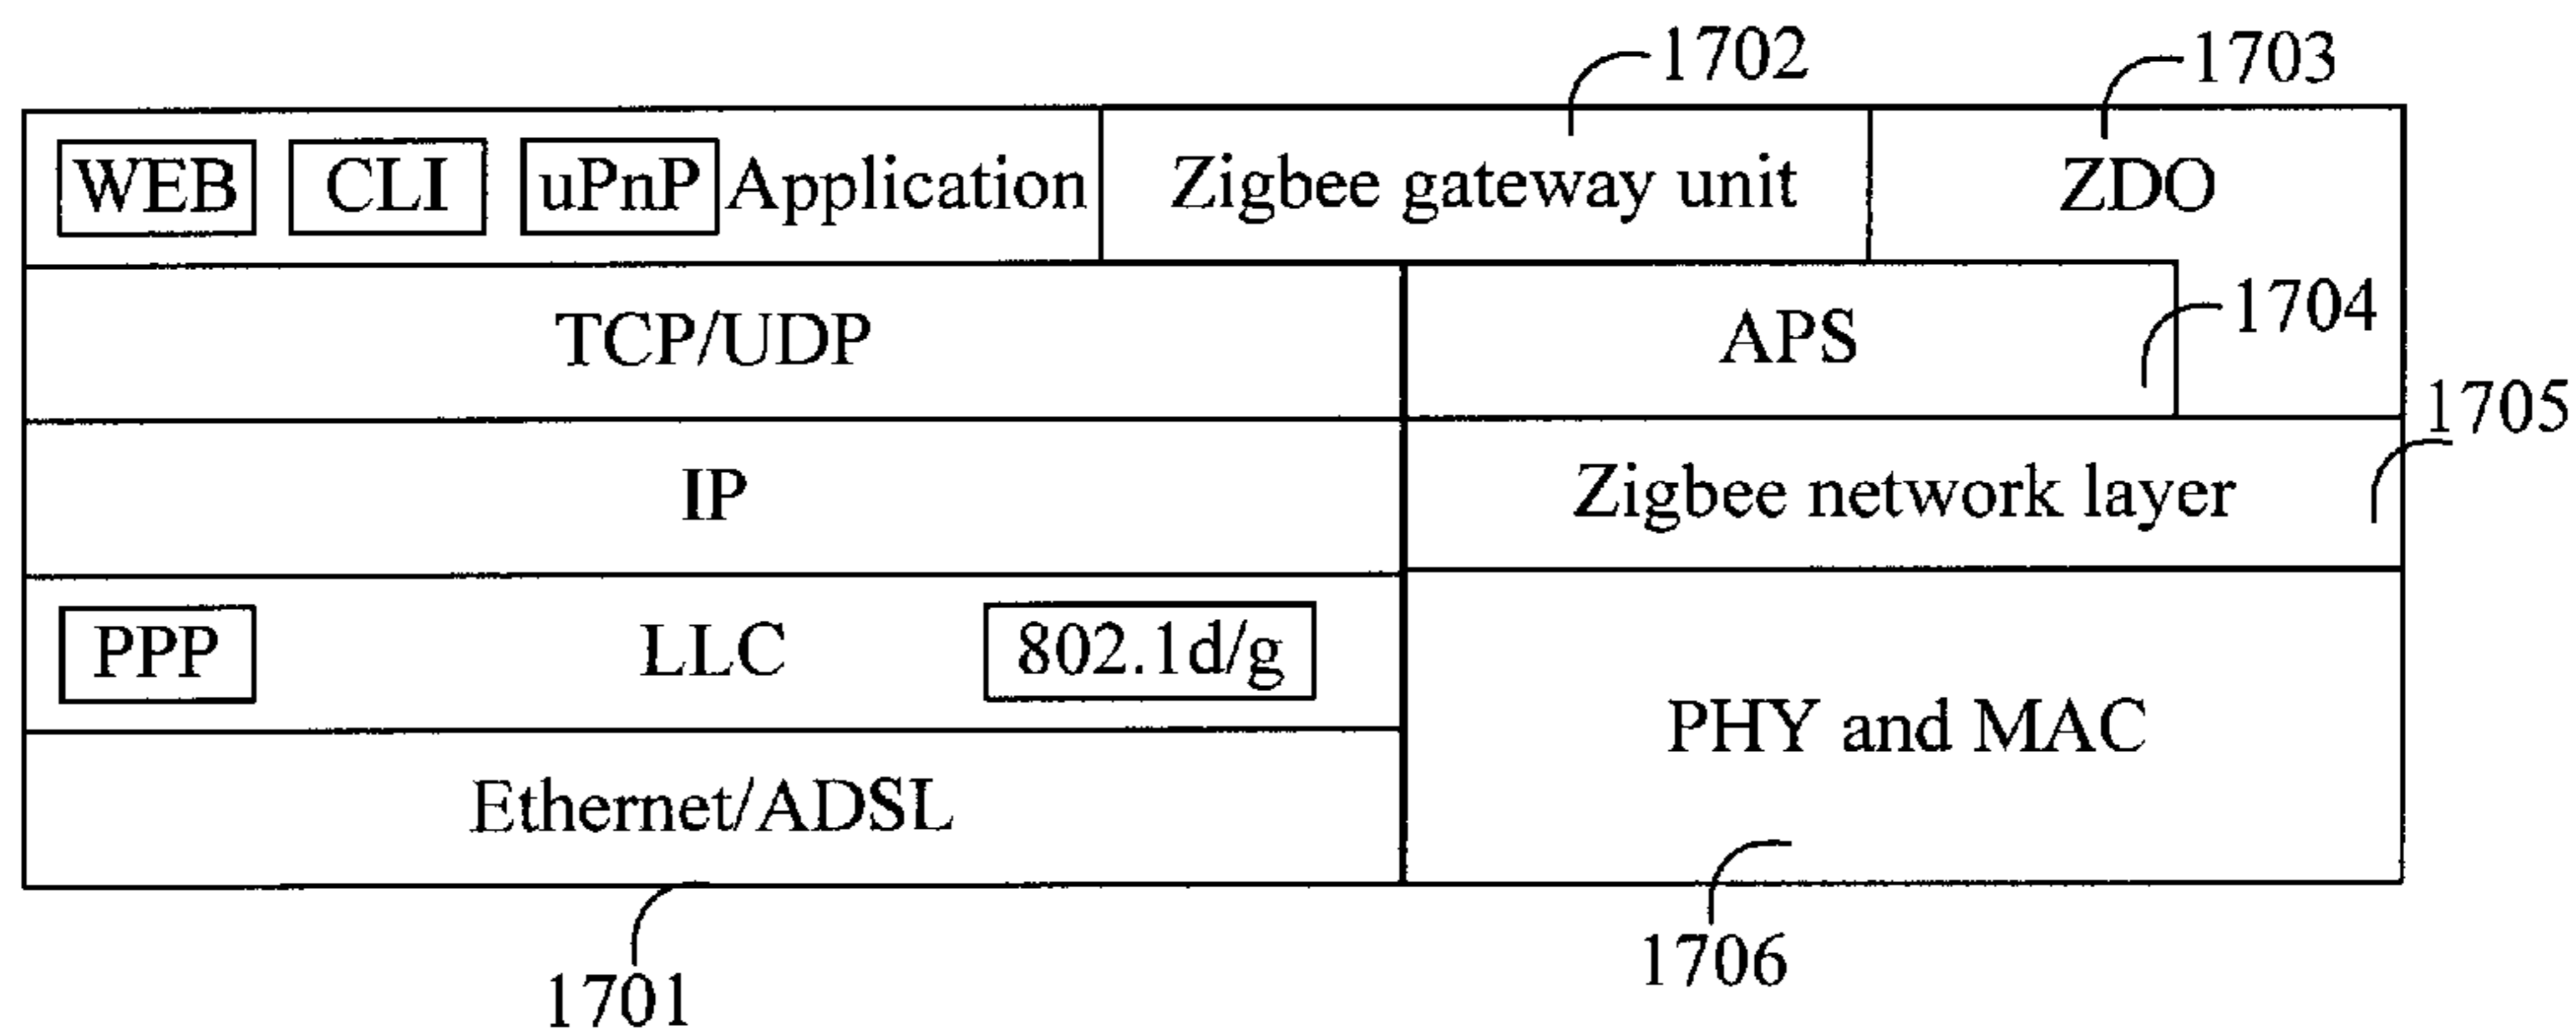 1702
1703
WEB CLI uPnP Application Zigbee gateway unit ZDO
TCP/UDP APS 1704
1705
IP Zigbee network layer
PPP LLC 802.1d/g
PHY and MAC
Ethernet/ADSL
1706
1701